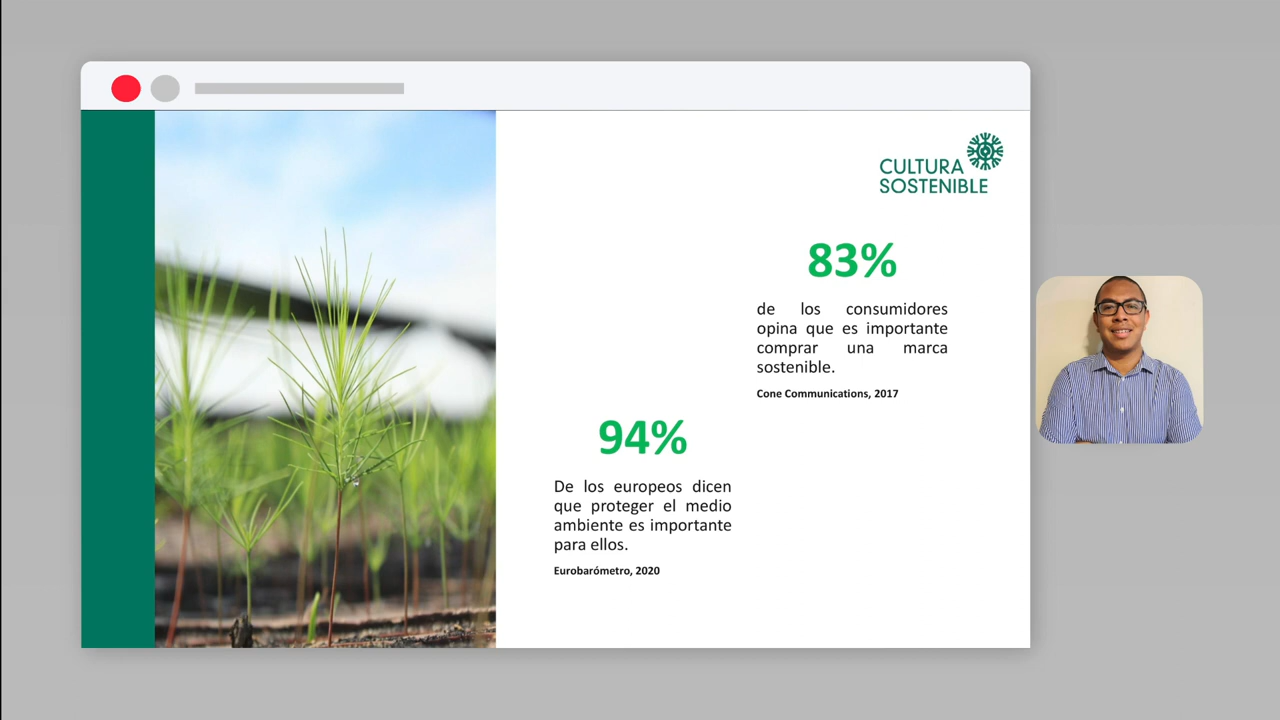 CULTURA
SOSTENIBLE
83%
de los consumidores
opina que es importante
comprar una marca
sostenible.
Cone Communications, 2017
94%
De los europeos dicen
que proteger el medio
ambiente es importante
para ellos.
Eurobarómetro, 2020